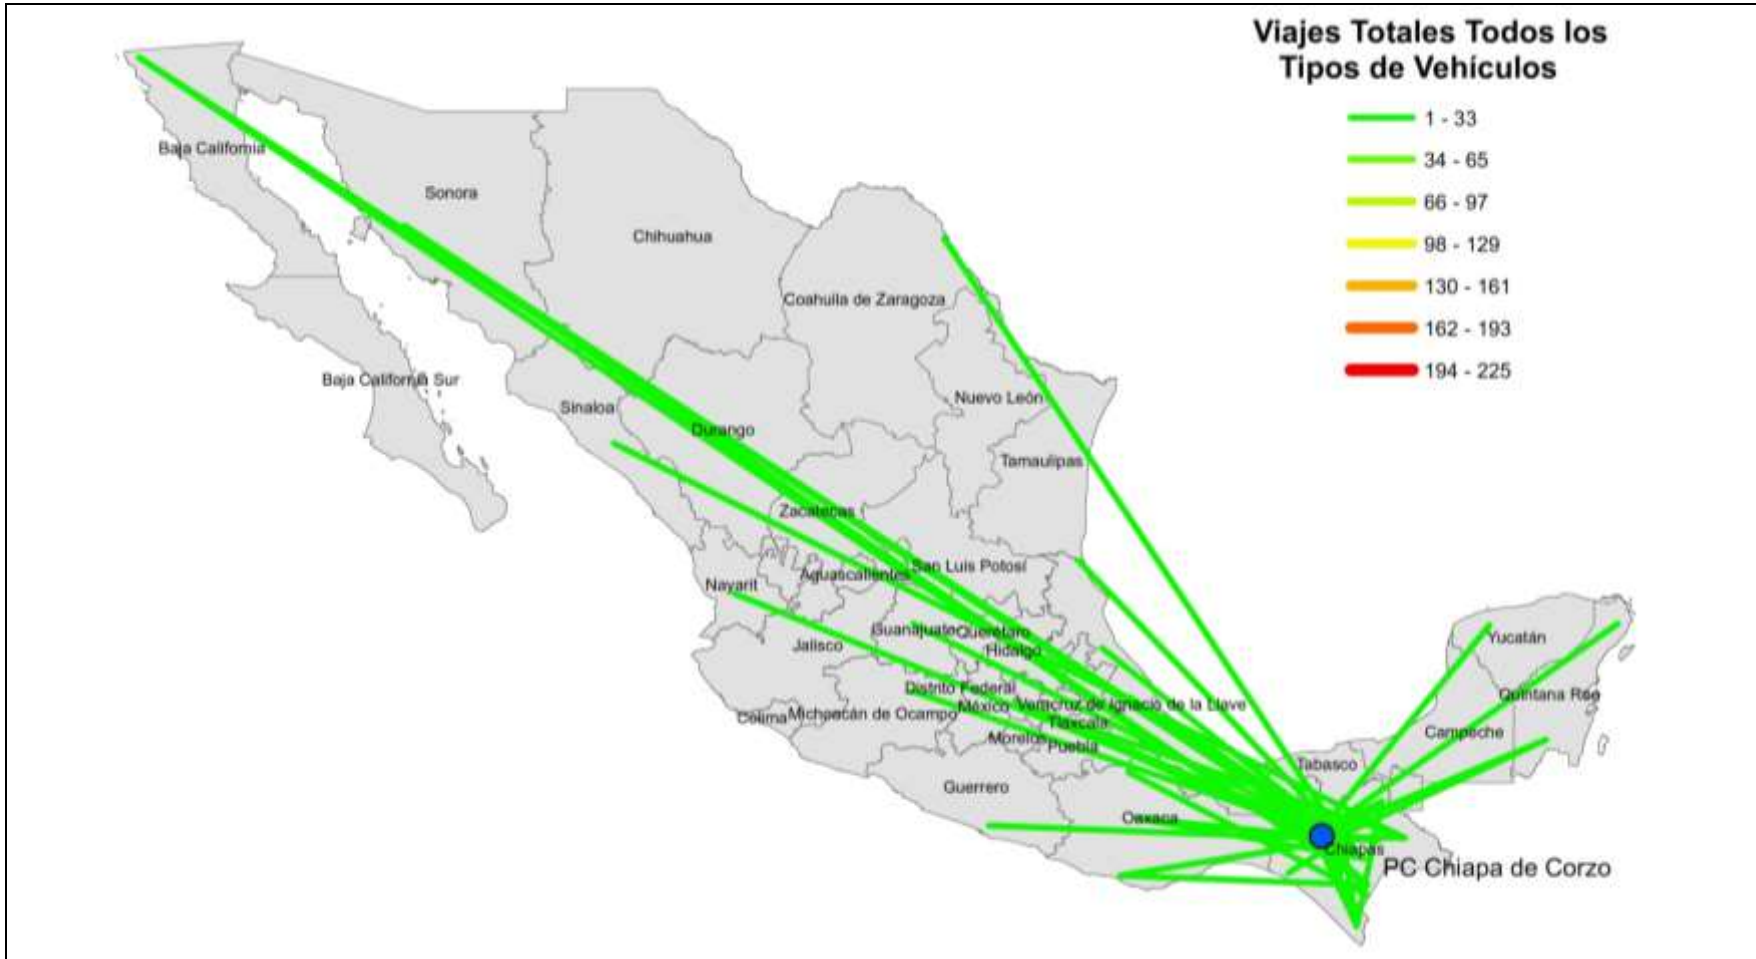 Viajes Totales Todos los
Tipos de Vehículos
1 - 33
34 - 65
66 - 97
98 - 129
130 - 161
162 - 193
194 - 225
Baja California
Sonora
Chihuahua
Coahuila de Zaragoza
Baja California Sur
Sinaloa
Nuevo León
Durango
Tamaulipas
Zacatecas
San Luis Potosí
Aguascalientes
Nayarit
Guanajuato
Querétaro
Jalisco
Hidalgo
Yucatán
Distrito Federal
Quintana Roo
México
Veracruz de Ignacio de la Llave
Colima
Michoacán de Ocampo
Tlaxcala
Morelos
Puebla
Campeche
Tabasco
Guerrero
Oaxaca
Chiapas
PC Chiapa de Corzo